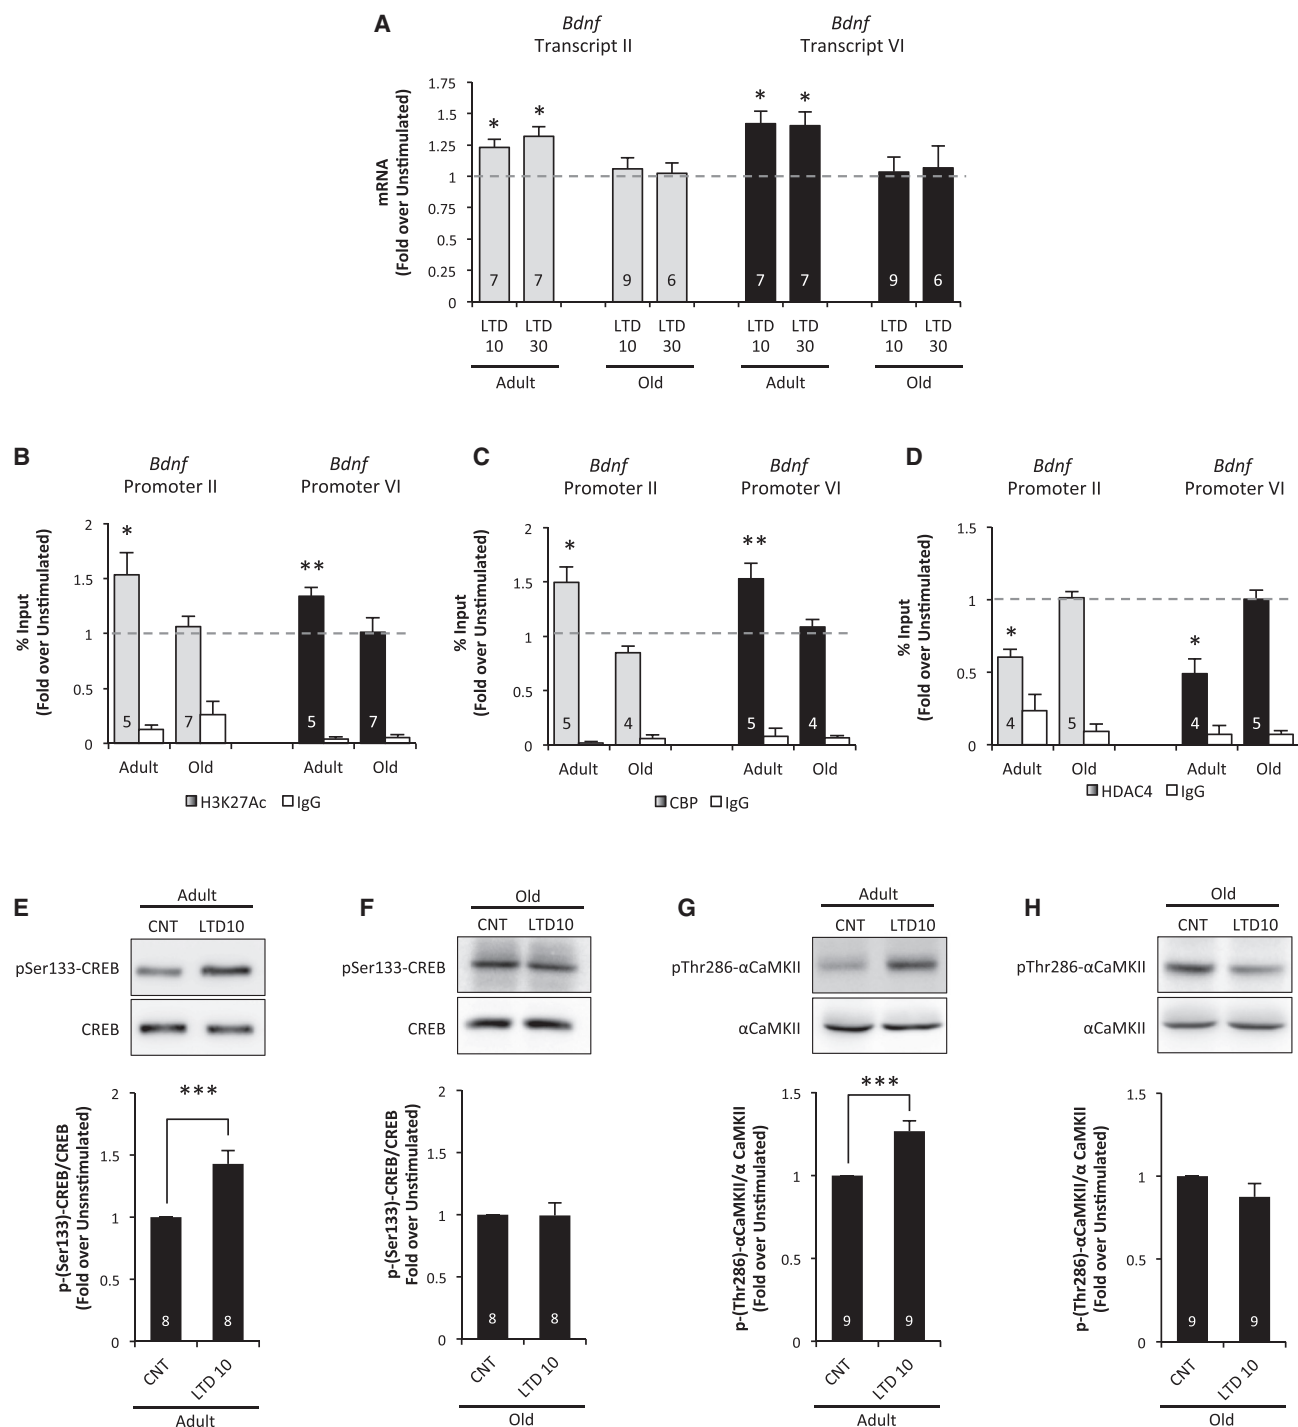 A
Bdnf
Transcript II
Bdnf
Transcript VI
mRNA
(Fold over Unstimulated)
1.75
1.5
1.25
1
0.75
0.5
0.25
0
* * * *
7 7 9 6 7 7 9 6
LTD 10
LTD 30
LTD 10
LTD 30
LTD 10
LTD 30
LTD 10
LTD 30
Adult Old Adult Old
B
Bdnf
Promoter II
Bdnf
Promoter VI
% Input
(Fold over Unstimulated)
2
1.5
1
0.5
0
* **
5 7 5 7
Adult Old Adult Old
H3K27Ac IgG
C
Bdnf
Promoter II
Bdnf
Promoter VI
% Input
(Fold over Unstimulated)
2
1.5
1
0.5
0
* **
5 4 5 4
Adult Old Adult Old
CBP IgG
D
Bdnf
Promoter II
Bdnf
Promoter VI
% Input
(Fold over Unstimulated)
1.5
1
0.5
0
* *
4 5 4 5
Adult Old Adult Old
HDAC4 IgG
E
Adult
CNT LTD10
pSer133-CREB
CREB
p-(Ser133)-CREB/CREB
(Fold over Unsnstimulated)
2
1.5
1
0.5
0
***
8 8
CNT LTD 10
Adult
F
Old
CNT LTD10
pSer133-CREB
CREB
p-(Ser133)-CREB/CREB
Fold over Unstimulated)
2
1.5
1
0.5
0
8 8
CNT LTD 10
Old
G
Adult
CNT LTD10
pThr286-αCaMKII
αCaMKII
p-(Thr286)-αCaMKII/α CaMKII
(Fold over Unstimulated)
1.5
1
0.5
0
***
9 9
CNT LTD 10
Adult
H
Old
CNT LTD10
pThr286-αCaMKII
αCaMKII
p-(Thr286)-αCaMKII/α CaMKII
(Fold over Unstimulated)
1.5
1
0.5
0
9 9
CNT LTD 10
Old